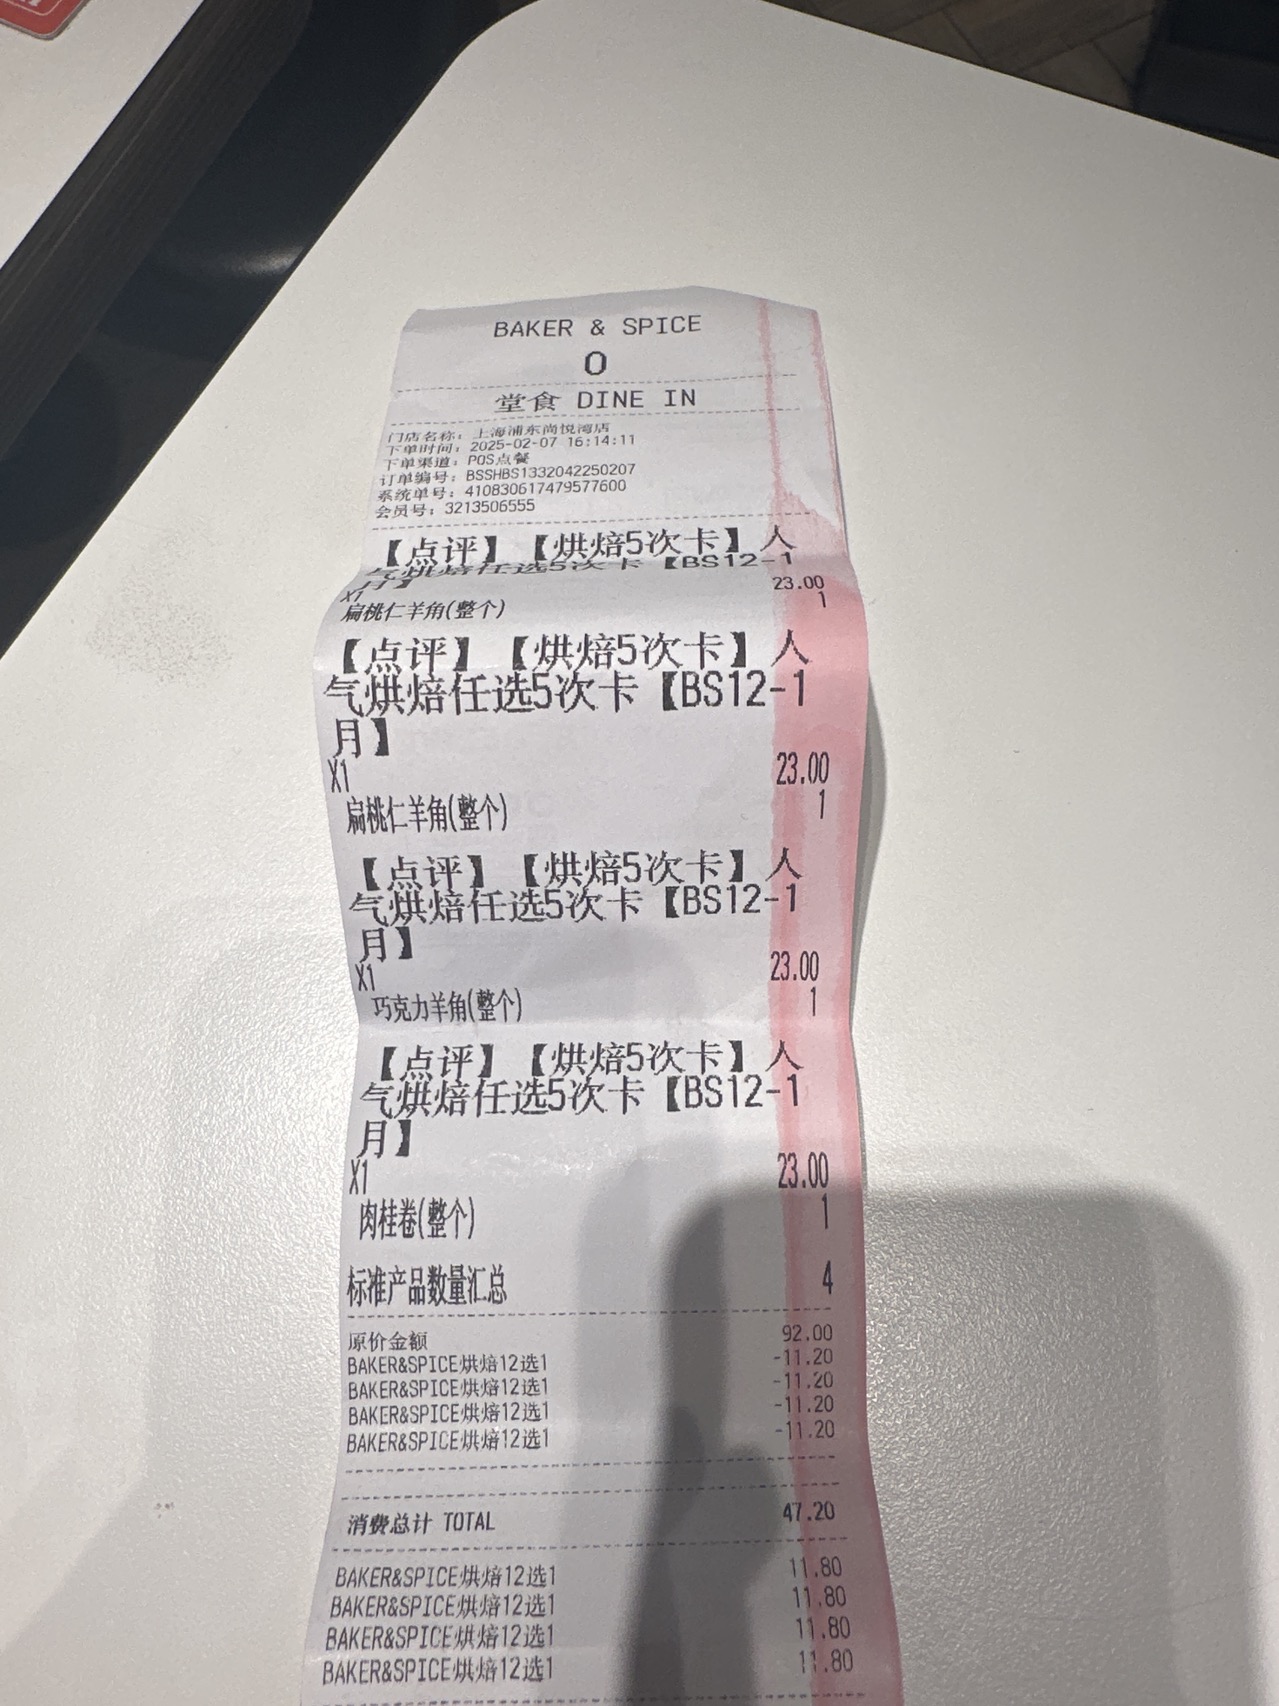 BAKER & SPICE
0
堂食 DINE IN
门店名称: 上海浦东尚悦湾店
下单时间: 2025-02-07 16:14:11
下单渠道: POS点餐
订单编号: BSSHBS1332042250207
系统单号: 410830617479577600
会员号: 3213506555
【点评】【烘焙5次卡】人
气烘焙任选5次卡【BS12-1
月】
X1 23.00
扁桃仁羊角(整个) 1
【点评】【烘焙5次卡】人
气烘焙任选5次卡【BS12-1
月】
X1 23.00
扁桃仁羊角(整个) 1
【点评】【烘焙5次卡】人
气烘焙任选5次卡【BS12-1
月】
X1 23.00
巧克力羊角(整个) 1
【点评】【烘焙5次卡】人
气烘焙任选5次卡【BS12-1
月】
X1 23.00
肉桂卷(整个) 1
标准产品数量汇总 4
原价金额 92.00
BAKER&SPICE烘焙12选1 -11.20
BAKER&SPICE烘焙12选1 -11.20
BAKER&SPICE烘焙12选1 -11.20
BAKER&SPICE烘焙12选1 -11.20
消费总计 TOTAL 47.20
BAKER&SPICE烘焙12选1 11.80
BAKER&SPICE烘焙12选1 11.80
BAKER&SPICE烘焙12选1 11.80
BAKER&SPICE烘焙12选1 11.80